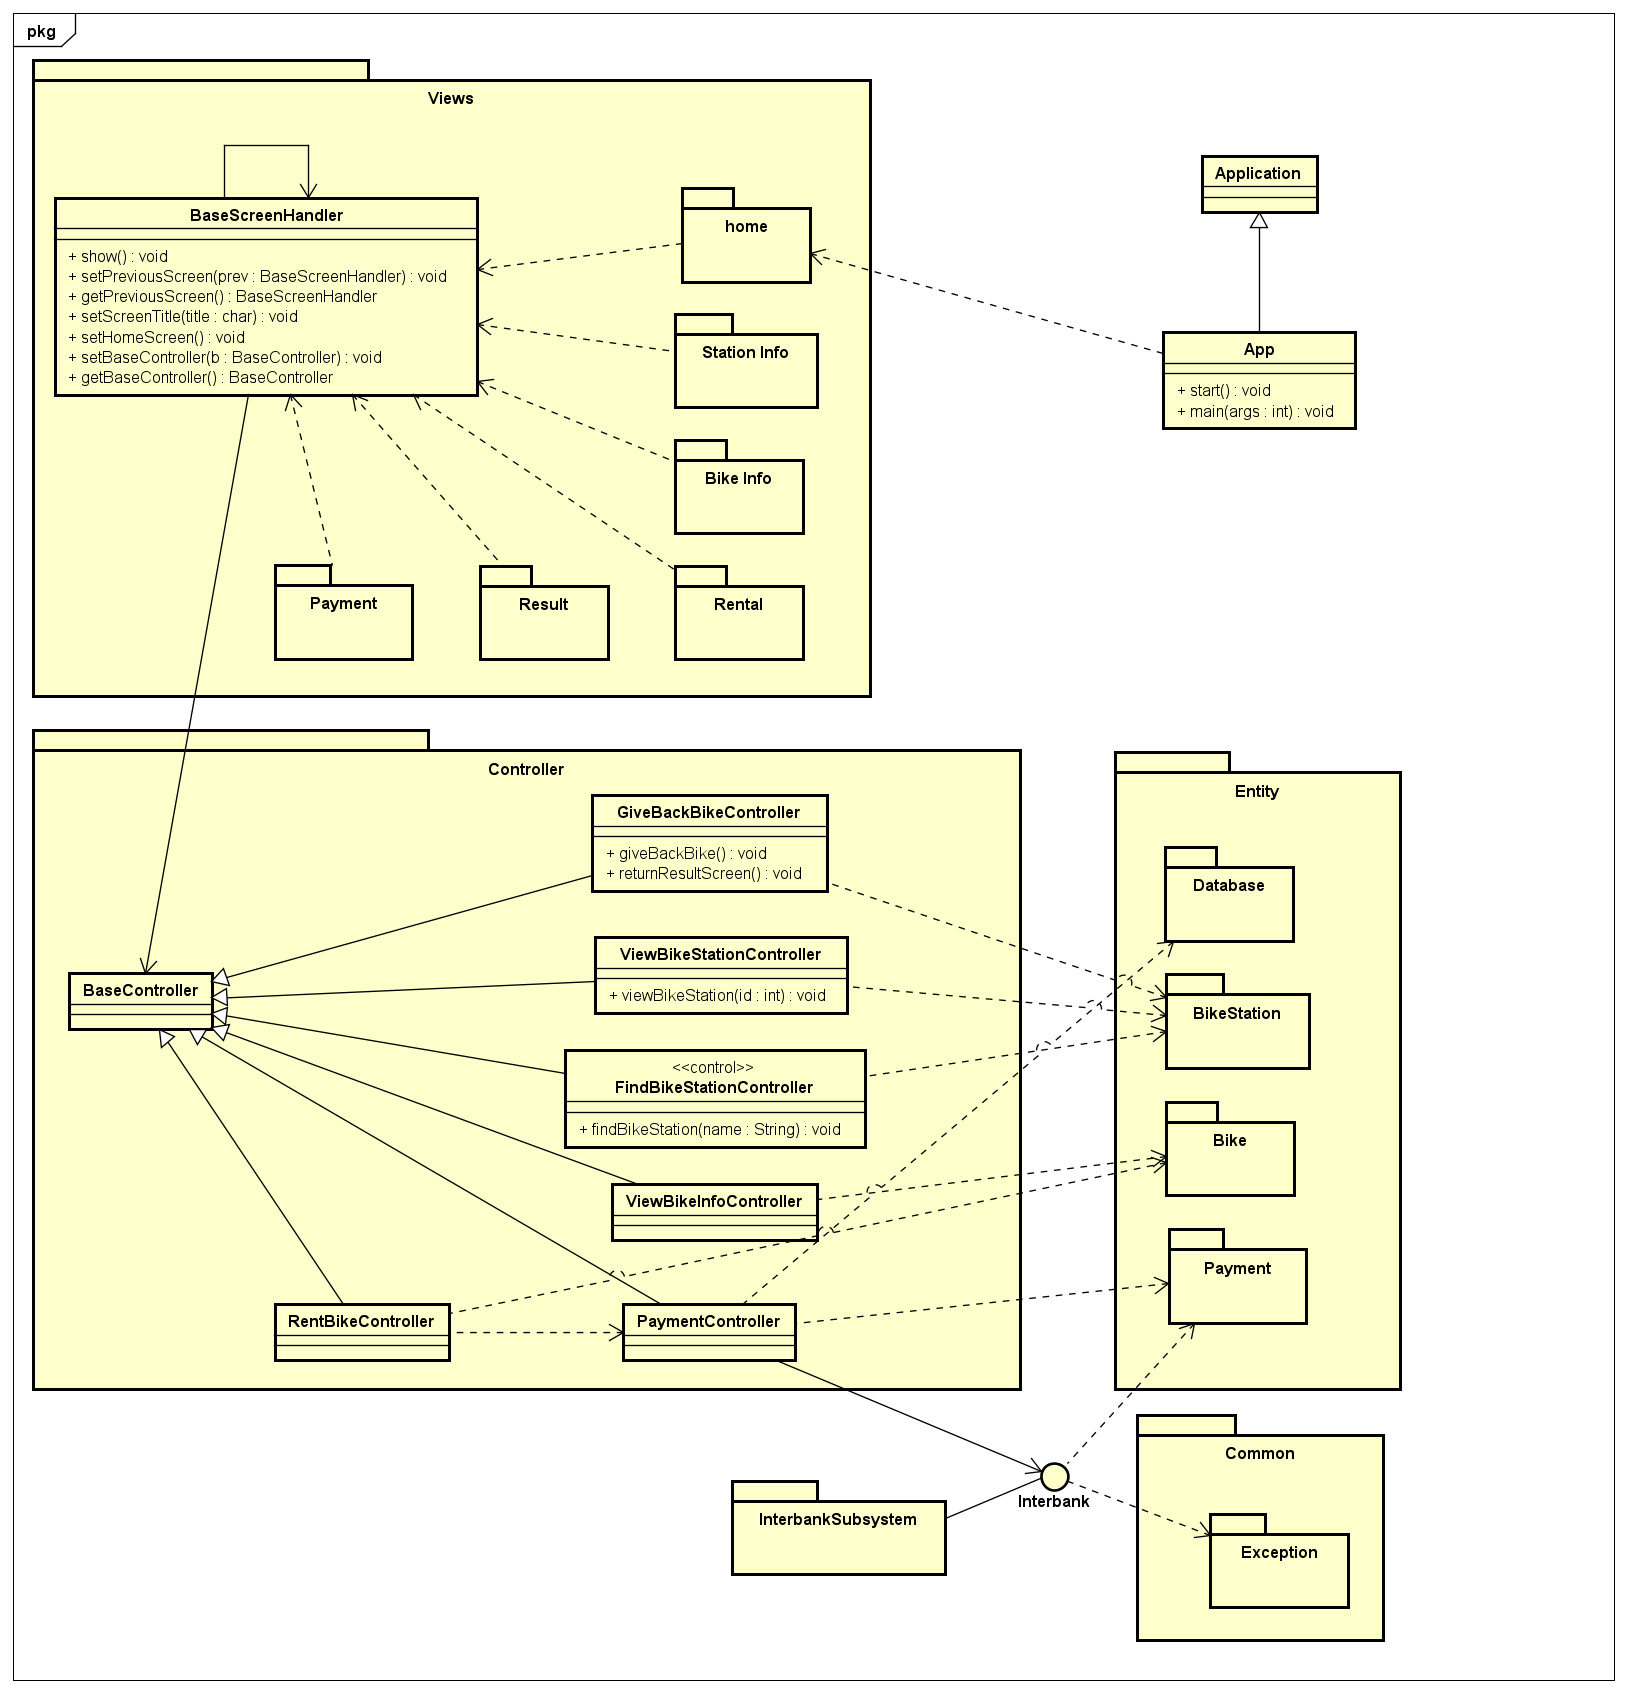 pkg
Views
BaseScreenHandler
+ show() : void
+ setPreviousScreen(prev : BaseScreenHandler) : void
+ getPreviousScreen() : BaseScreenHandler
+ setScreenTitle(title : char) : void
+ setHomeScreen() : void
+ setBaseController(b : BaseController) : void
+ getBaseController() : BaseController
home
Station Info
Bike Info
Payment
Result
Rental
Application
App
+ start() : void
+ main(args : int) : void
Controller
GiveBackBikeController
+ giveBackBike() : void
+ returnResultScreen() : void
ViewBikeStationController
+ viewBikeStation(id : int) : void
BaseController
<<control>>
FindBikeStationController
+ findBikeStation(name : String) : void
ViewBikeInfoController
RentBikeController
PaymentController
Entity
Database
BikeStation
Bike
Payment
InterbankSubsystem
Interbank
Common
Exception